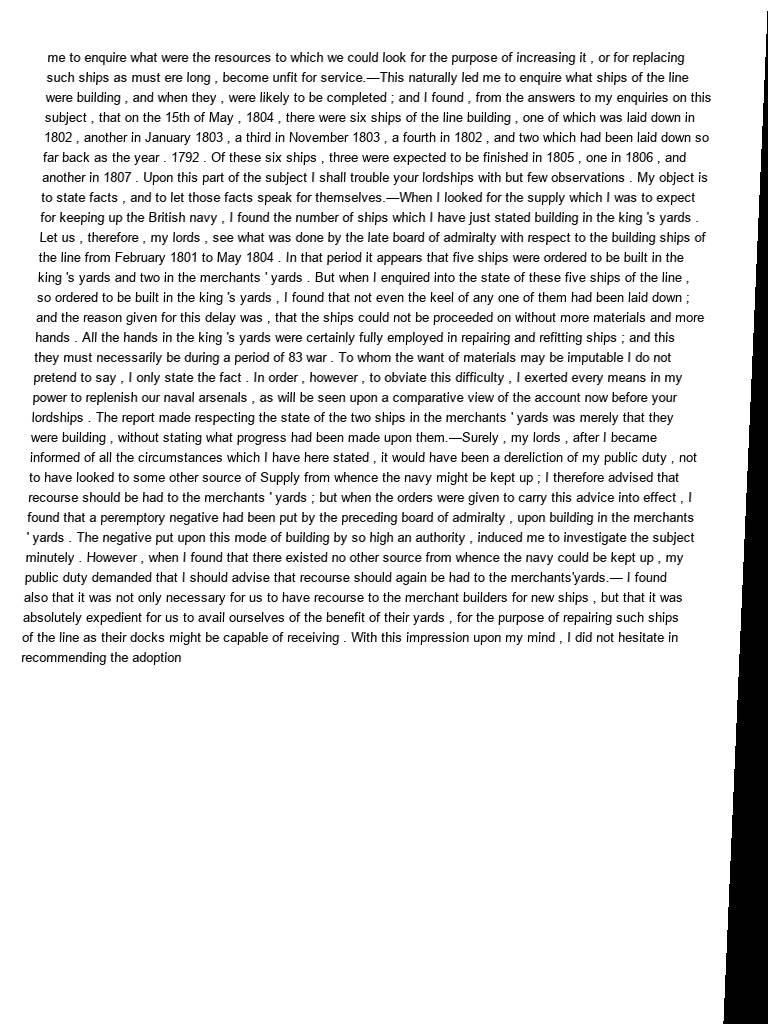 me to enquire what were the resources to which we could look for the purpose of increasing it , or for replacing
such ships as must ere long , become unfit for service.—This naturally led me to enquire what ships of the line
were building , and when they , were likely to be completed ; and I found , from the answers to my enquiries on this
subject , that on the 15th of May , 1804 , there were six ships of the line building , one of which was laid down in
1802 , another in January 1803 , a third in November 1803 , a fourth in 1802 , and two which had been laid down so
far back as the year . 1792 . Of these six ships , three were expected to be finished in 1805 , one in 1806 , and
another in 1807 . Upon this part of the subject I shall trouble your lordships with but few observations . My object is
to state facts , and to let those facts speak for themselves.—When I looked for the supply which I was to expect
for keeping up the British navy , I found the number of ships which I have just stated building in the king 's yards .
Let us , therefore , my lords , see what was done by the late board of admiralty with respect to the building ships of
the line from February 1801 to May 1804 . In that period it appears that five ships were ordered to be built in the
king 's yards and two in the merchants ' yards . But when I enquired into the state of these five ships of the line ,
so ordered to be built in the king 's yards , I found that not even the keel of any one of them had been laid down ;
and the reason given for this delay was , that the ships could not be proceeded on without more materials and more
hands . All the hands in the king 's yards were certainly fully employed in repairing and refitting ships ; and this
they must necessarily be during a period of 83 war . To whom the want of materials may be imputable I do not
pretend to say , I only state the fact . In order , however , to obviate this difficulty , I exerted every means in my
power to replenish our naval arsenals , as will be seen upon a comparative view of the account now before your
lordships . The report made respecting the state of the two ships in the merchants ' yards was merely that they
were building , without stating what progress had been made upon them.—Surely , my lords , after I became
informed of all the circumstances which I have here stated , it would have been a dereliction of my public duty , not
to have looked to some other source of Supply from whence the navy might be kept up ; I therefore advised that
recourse should be had to the merchants ' yards ; but when the orders were given to carry this advice into effect , I
found that a peremptory negative had been put by the preceding board of admiralty , upon building in the merchants
' yards . The negative put upon this mode of building by so high an authority , induced me to investigate the subject
minutely . However , when I found that there existed no other source from whence the navy could be kept up , my
public duty demanded that I should advise that recourse should again be had to the merchants'yards.— I found
also that it was not only necessary for us to have recourse to the merchant builders for new ships , but that it was
absolutely expedient for us to avail ourselves of the benefit of their yards , for the purpose of repairing such ships
of the line as their docks might be capable of receiving . With this impression upon my mind , I did not hesitate in
recommending the adoption